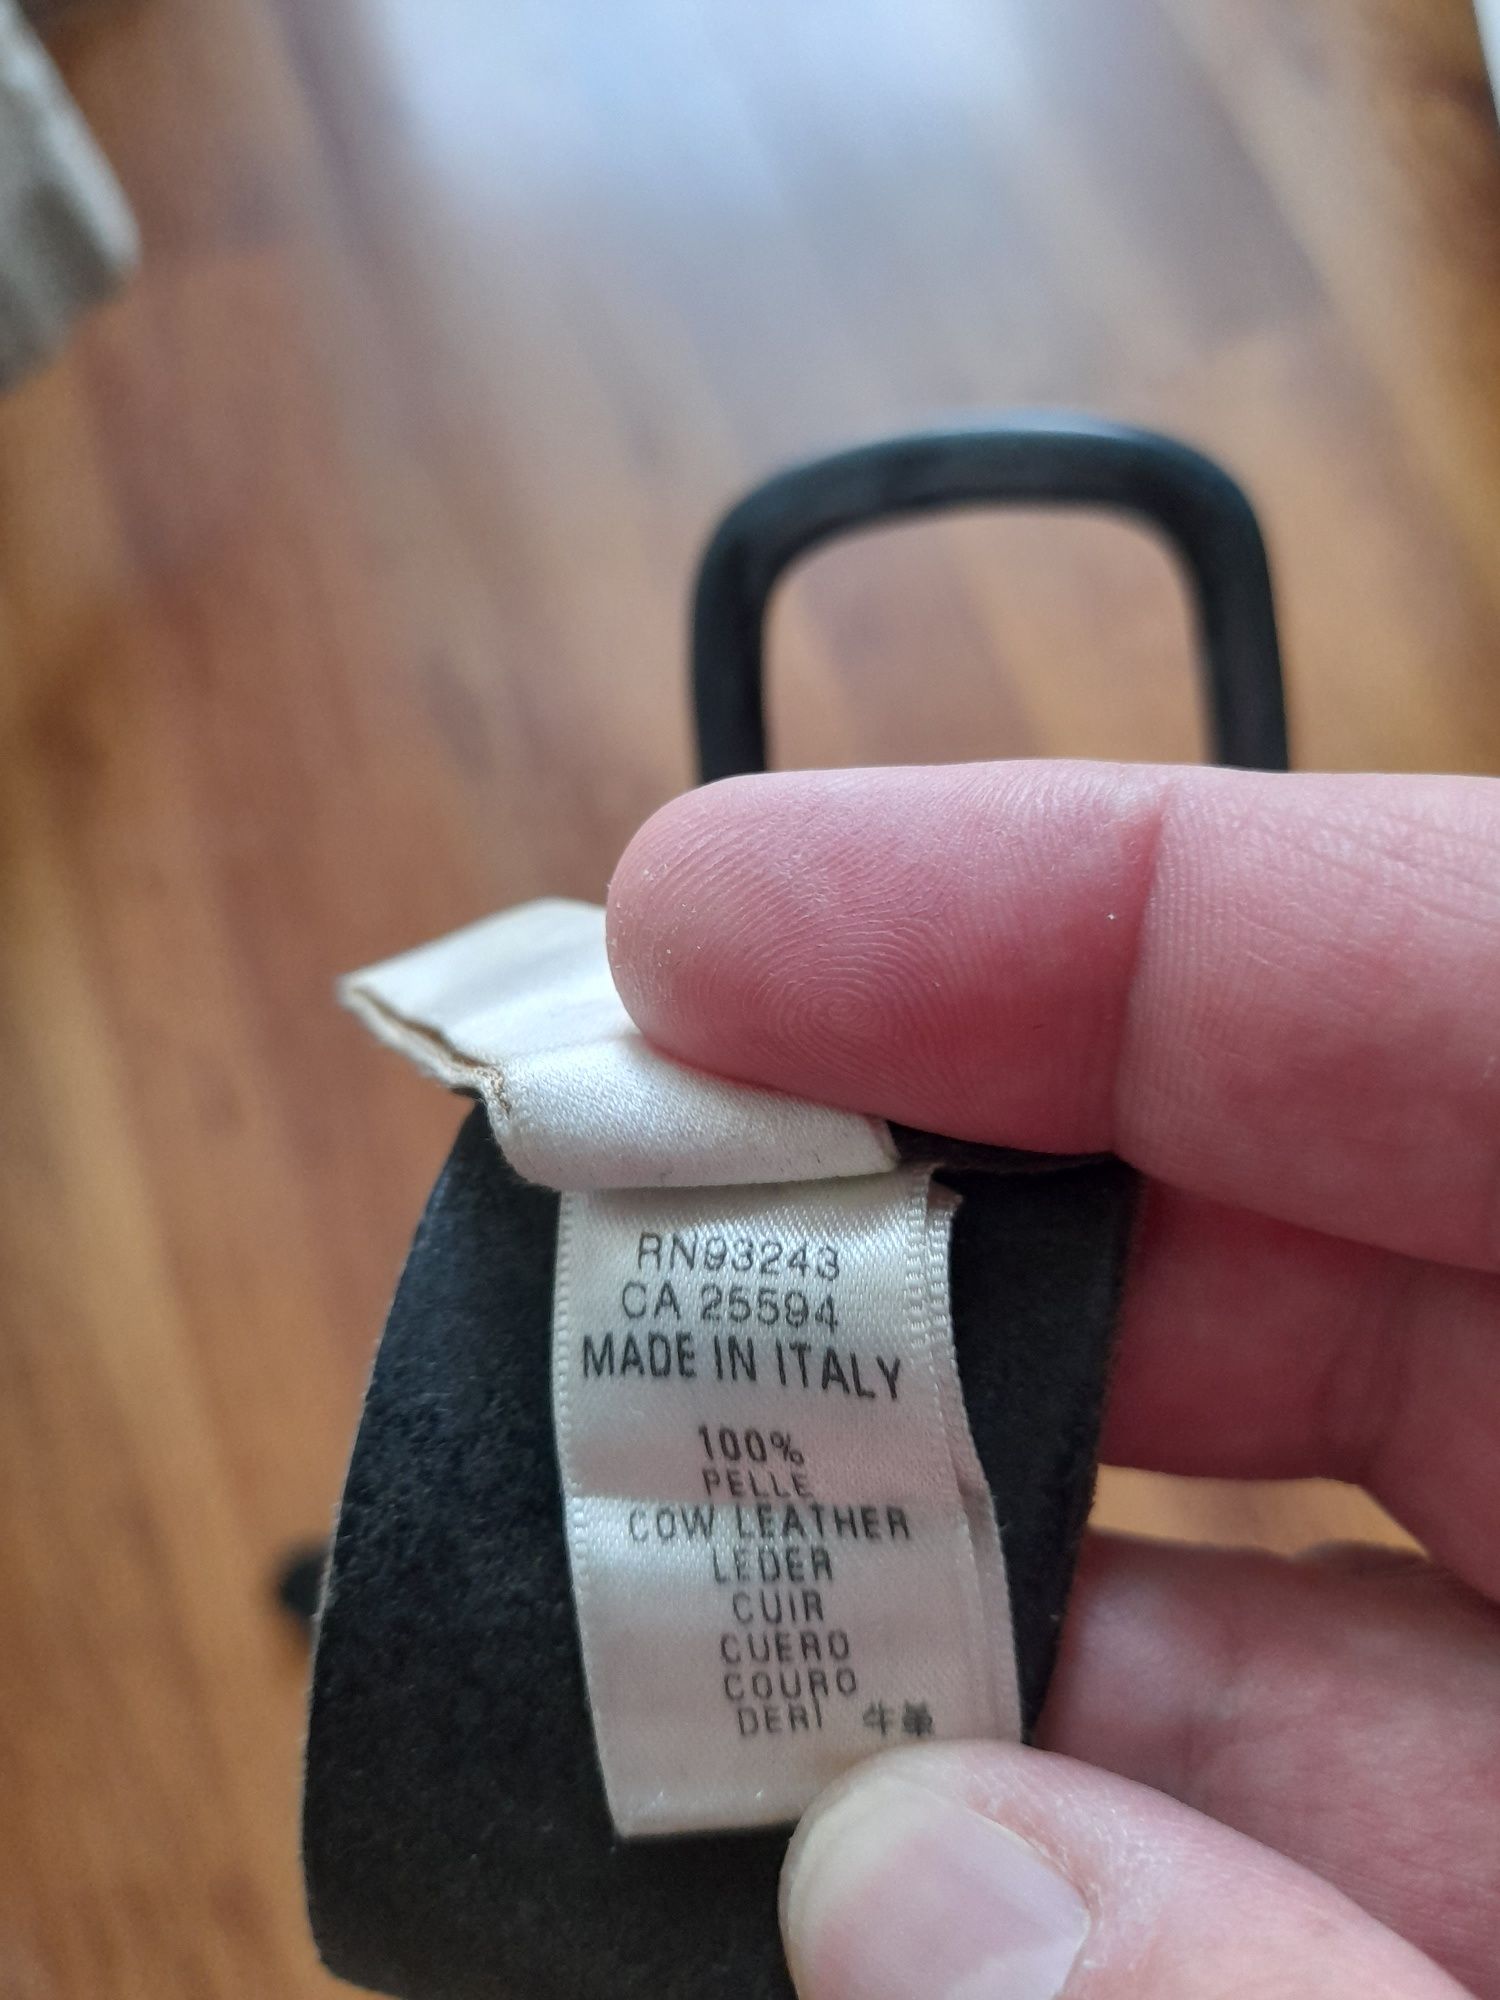 RN93243
CA 25594
MADE IN ITALY
100%
PELLE
COW LEATHER
LEDER
CUIR
CUERO
COURO
DERİ 牛革